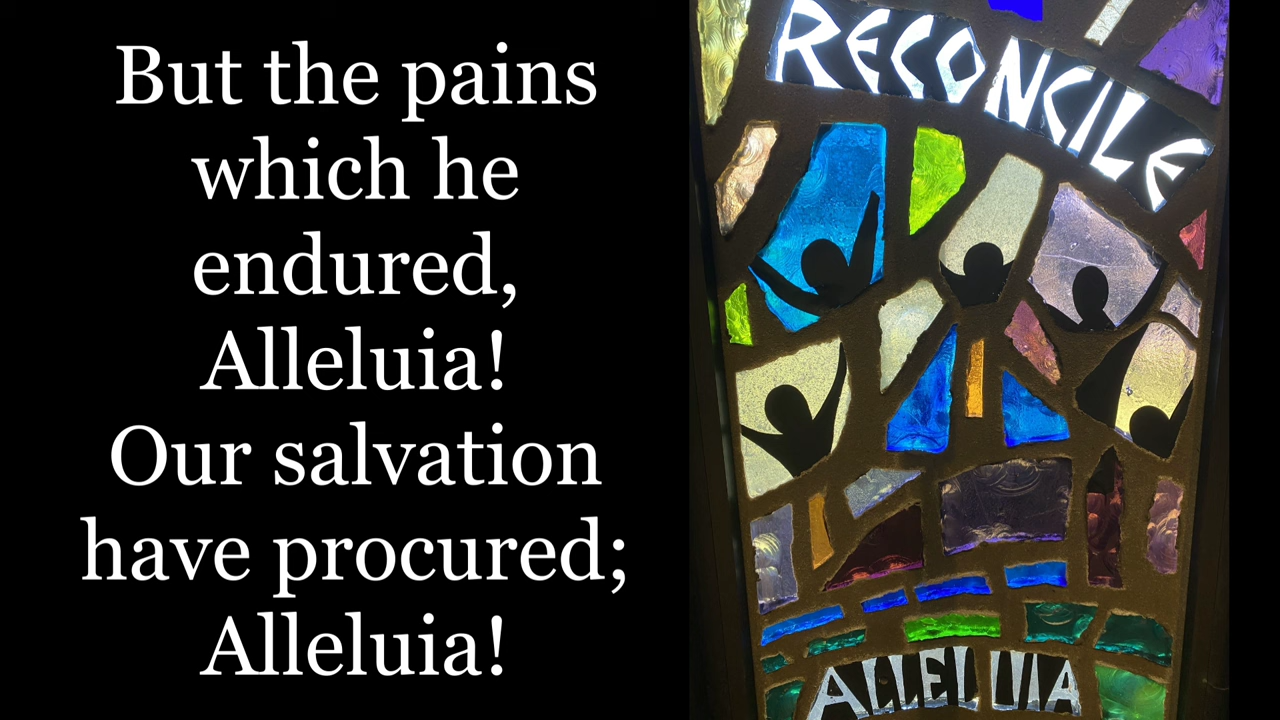 But the pains
which he
endured,
Alleluia!
Our salvation
have procured;
Alleluia!
RECONCILE
ALLELUIA